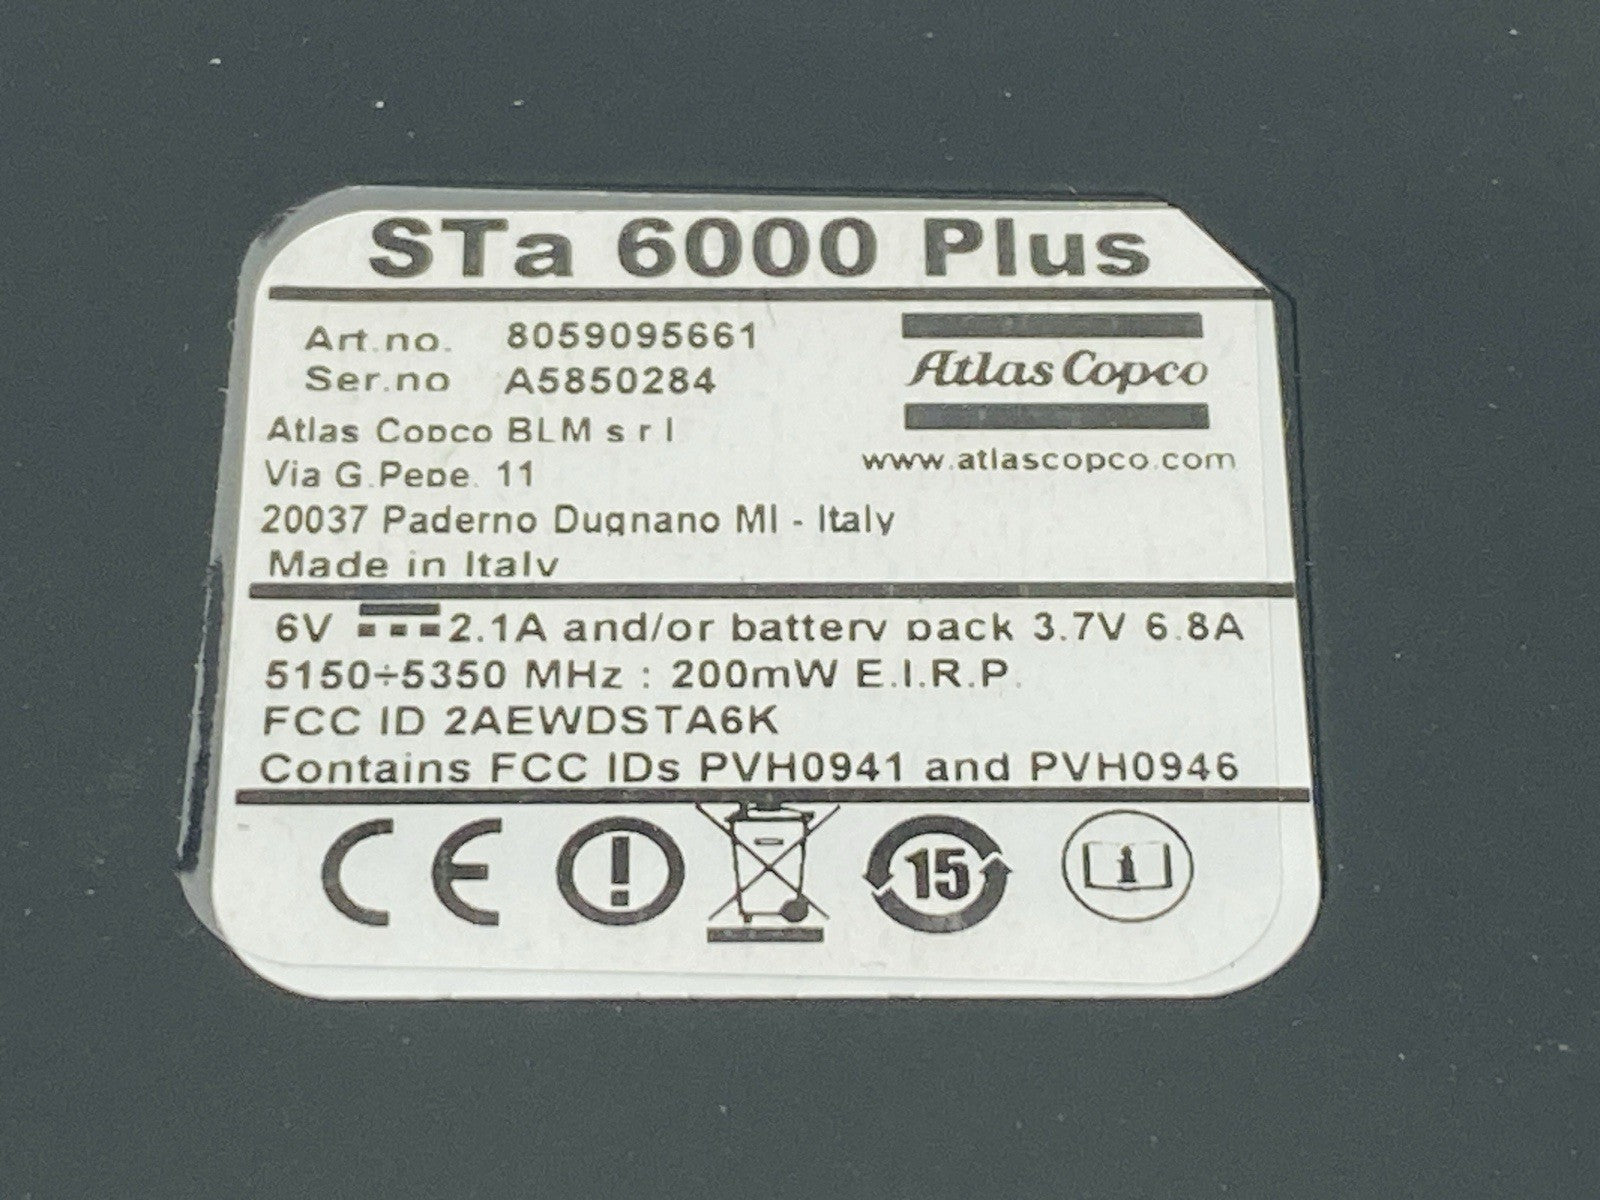 STa 6000 Plus
Art.no. 8059095661
Ser.no A5850284
Atlas Copco
www.atlascopco.com
Atlas Copco BLM s r l
Via G.Pepe. 11
20037 Paderno Dugnano MI - Italy
Made in Italy
6V ⎓2.1A and/or battery pack 3.7V 6.8A
5150÷5350 MHz : 200mW E.I.R.P.
FCC ID 2AEWDSTA6K
Contains FCC IDs PVH0941 and PVH0946
CE ! 15 i